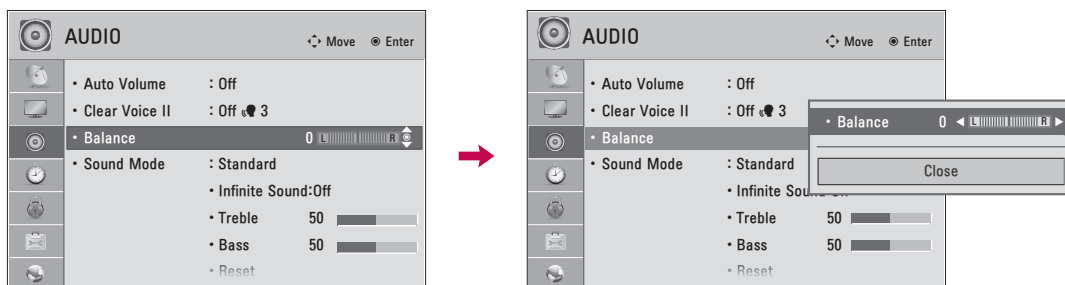 AUDIO Move Enter
• Auto Volume : Off
• Clear Voice II : Off 3
• Balance 0 L R
• Sound Mode : Standard
• Infinite Sound:Off
• Treble 50
• Bass 50
• Reset
AUDIO Move Enter
• Auto Volume : Off
• Clear Voice II : Off 3
• Balance
• Sound Mode : Standard
• Infinite
• Treble 50
• Bass 50
• Reset
• Balance 0 L R
Close